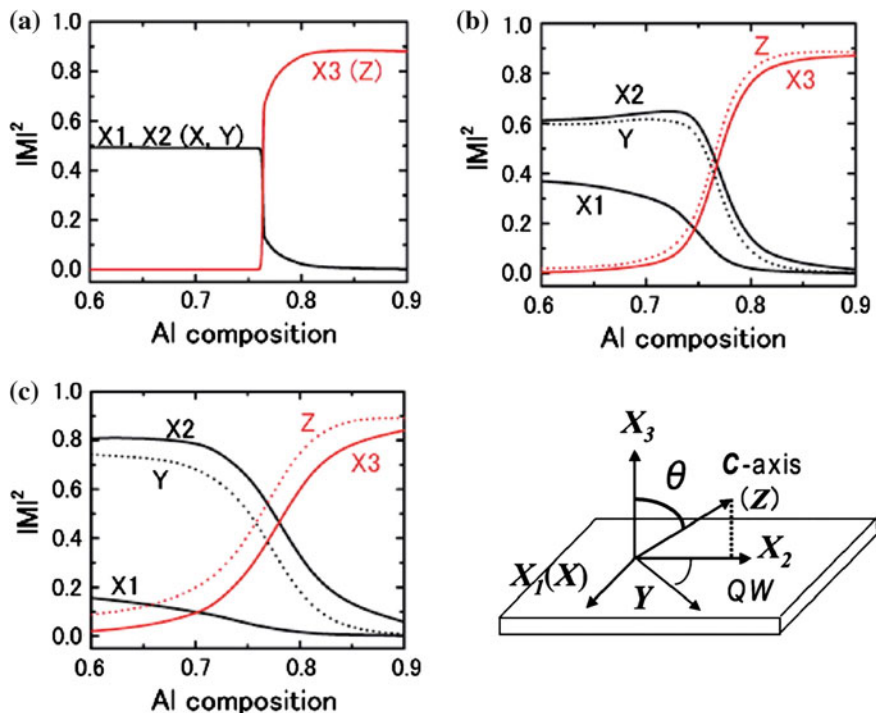 (a)
1.0
0.8
0.6
0.4
0.2
0.0
|M|²
X1, X2 (X, Y)
X3 (Z)
0.6 0.7 0.8 0.9
Al composition
(b)
1.0
0.8
0.6
0.4
0.2
0.0
|M|²
X2
Y
X1
Z
X3
0.6 0.7 0.8 0.9
Al composition
(c)
1.0
0.8
0.6
0.4
0.2
0.0
|M|²
X2
Y
X1
Z
X3
0.6 0.7 0.8 0.9
Al composition
X₃
θ
C-axis
(Z)
X₂
X₁(X)
Y
QW